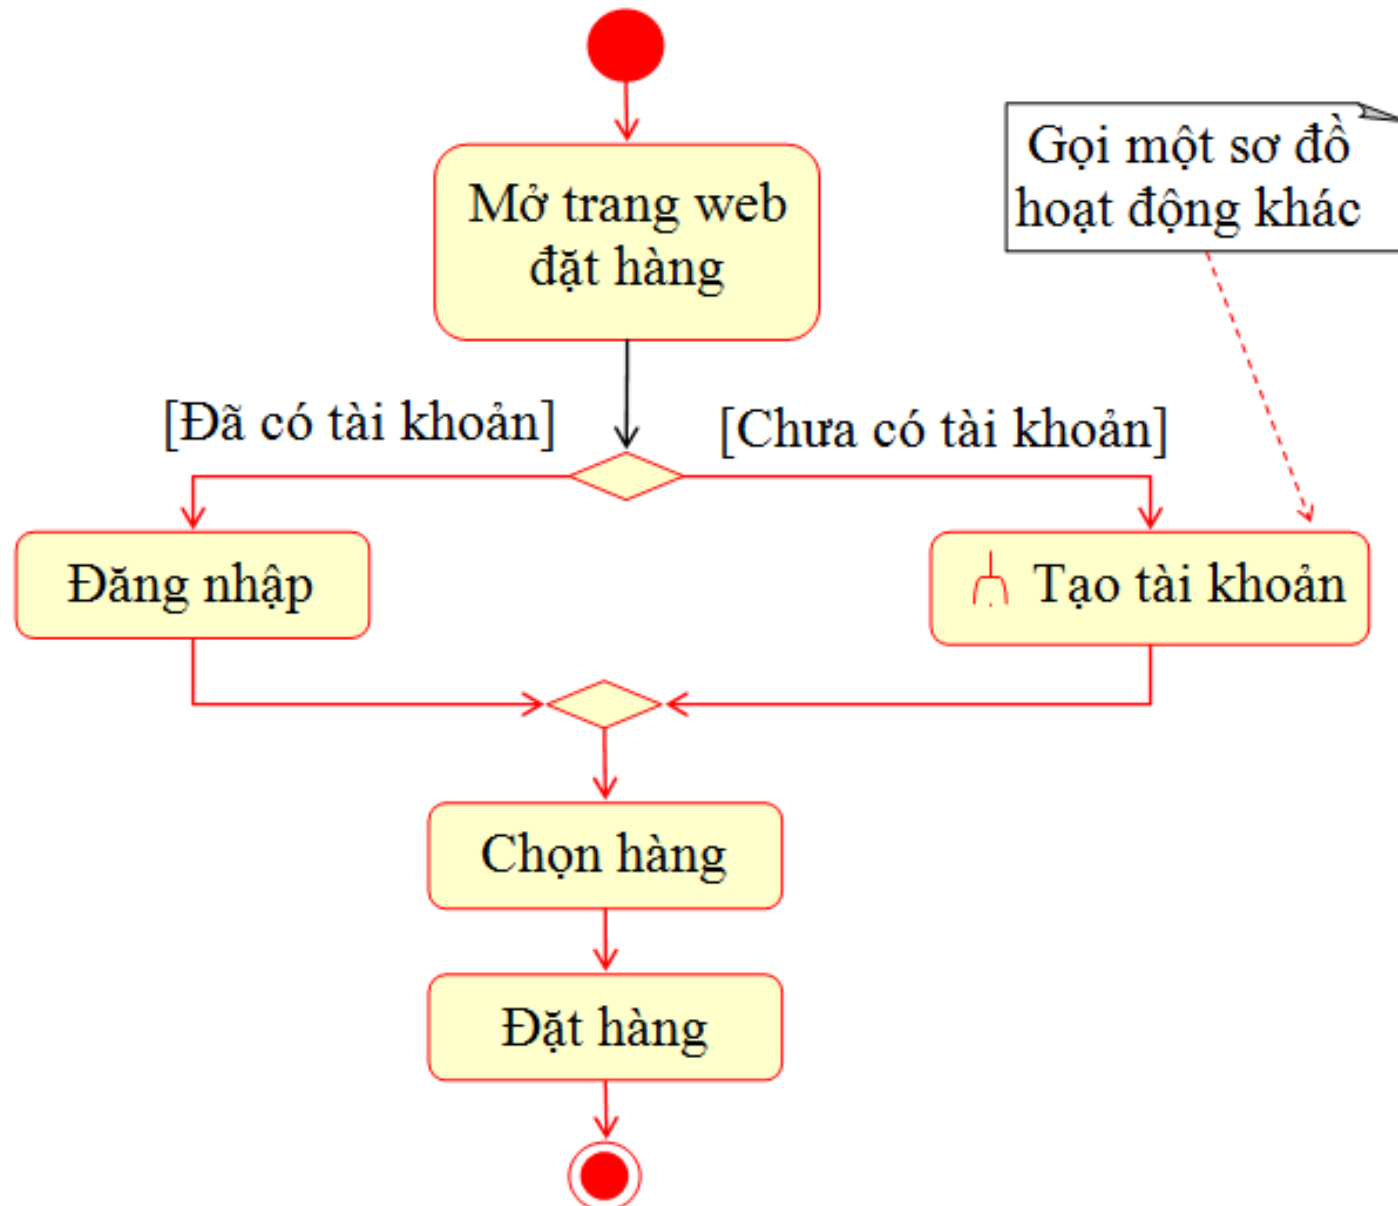 Mở trang web
đặt hàng
Gọi một sơ đồ
hoạt động khác
[Đã có tài khoản]
[Chưa có tài khoản]
Đăng nhập
Tạo tài khoản
Chọn hàng
Đặt hàng